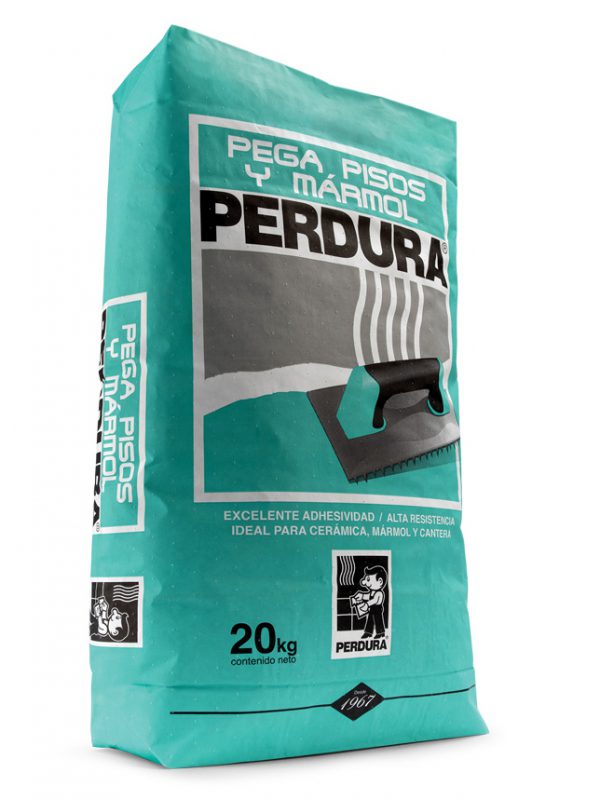 PEGA PISOS
Y MÁRMOL
PERDURA®
EXCELENTE ADHESIVIDAD / ALTA RESISTENCIA
IDEAL PARA CERÁMICA, MÁRMOL Y CANTERA
20kg
contenido neto
PERDURA®
Desde
1967
PEGA PISOS
Y MÁRMOL
PERDURA®